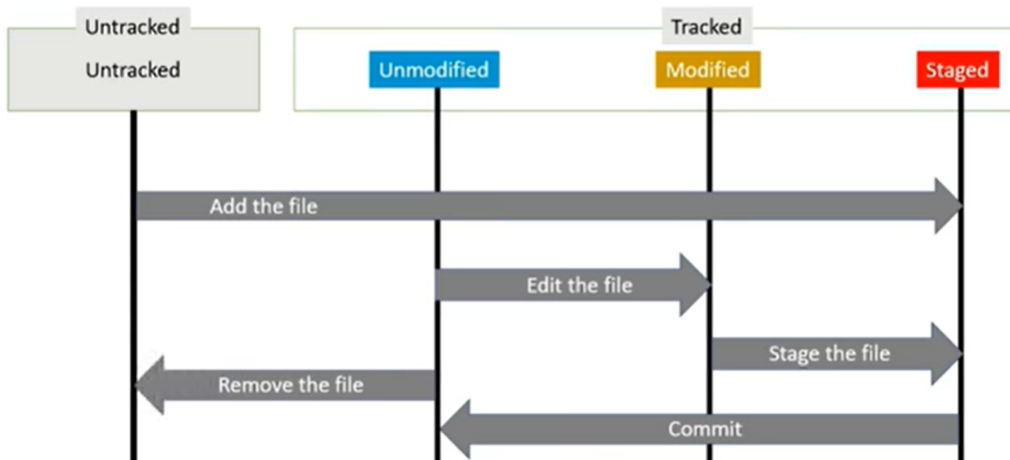 Untracked
Tracked
Untracked
Unmodified
Modified
Staged
Add the file
Edit the file
Stage the file
Remove the file
Commit